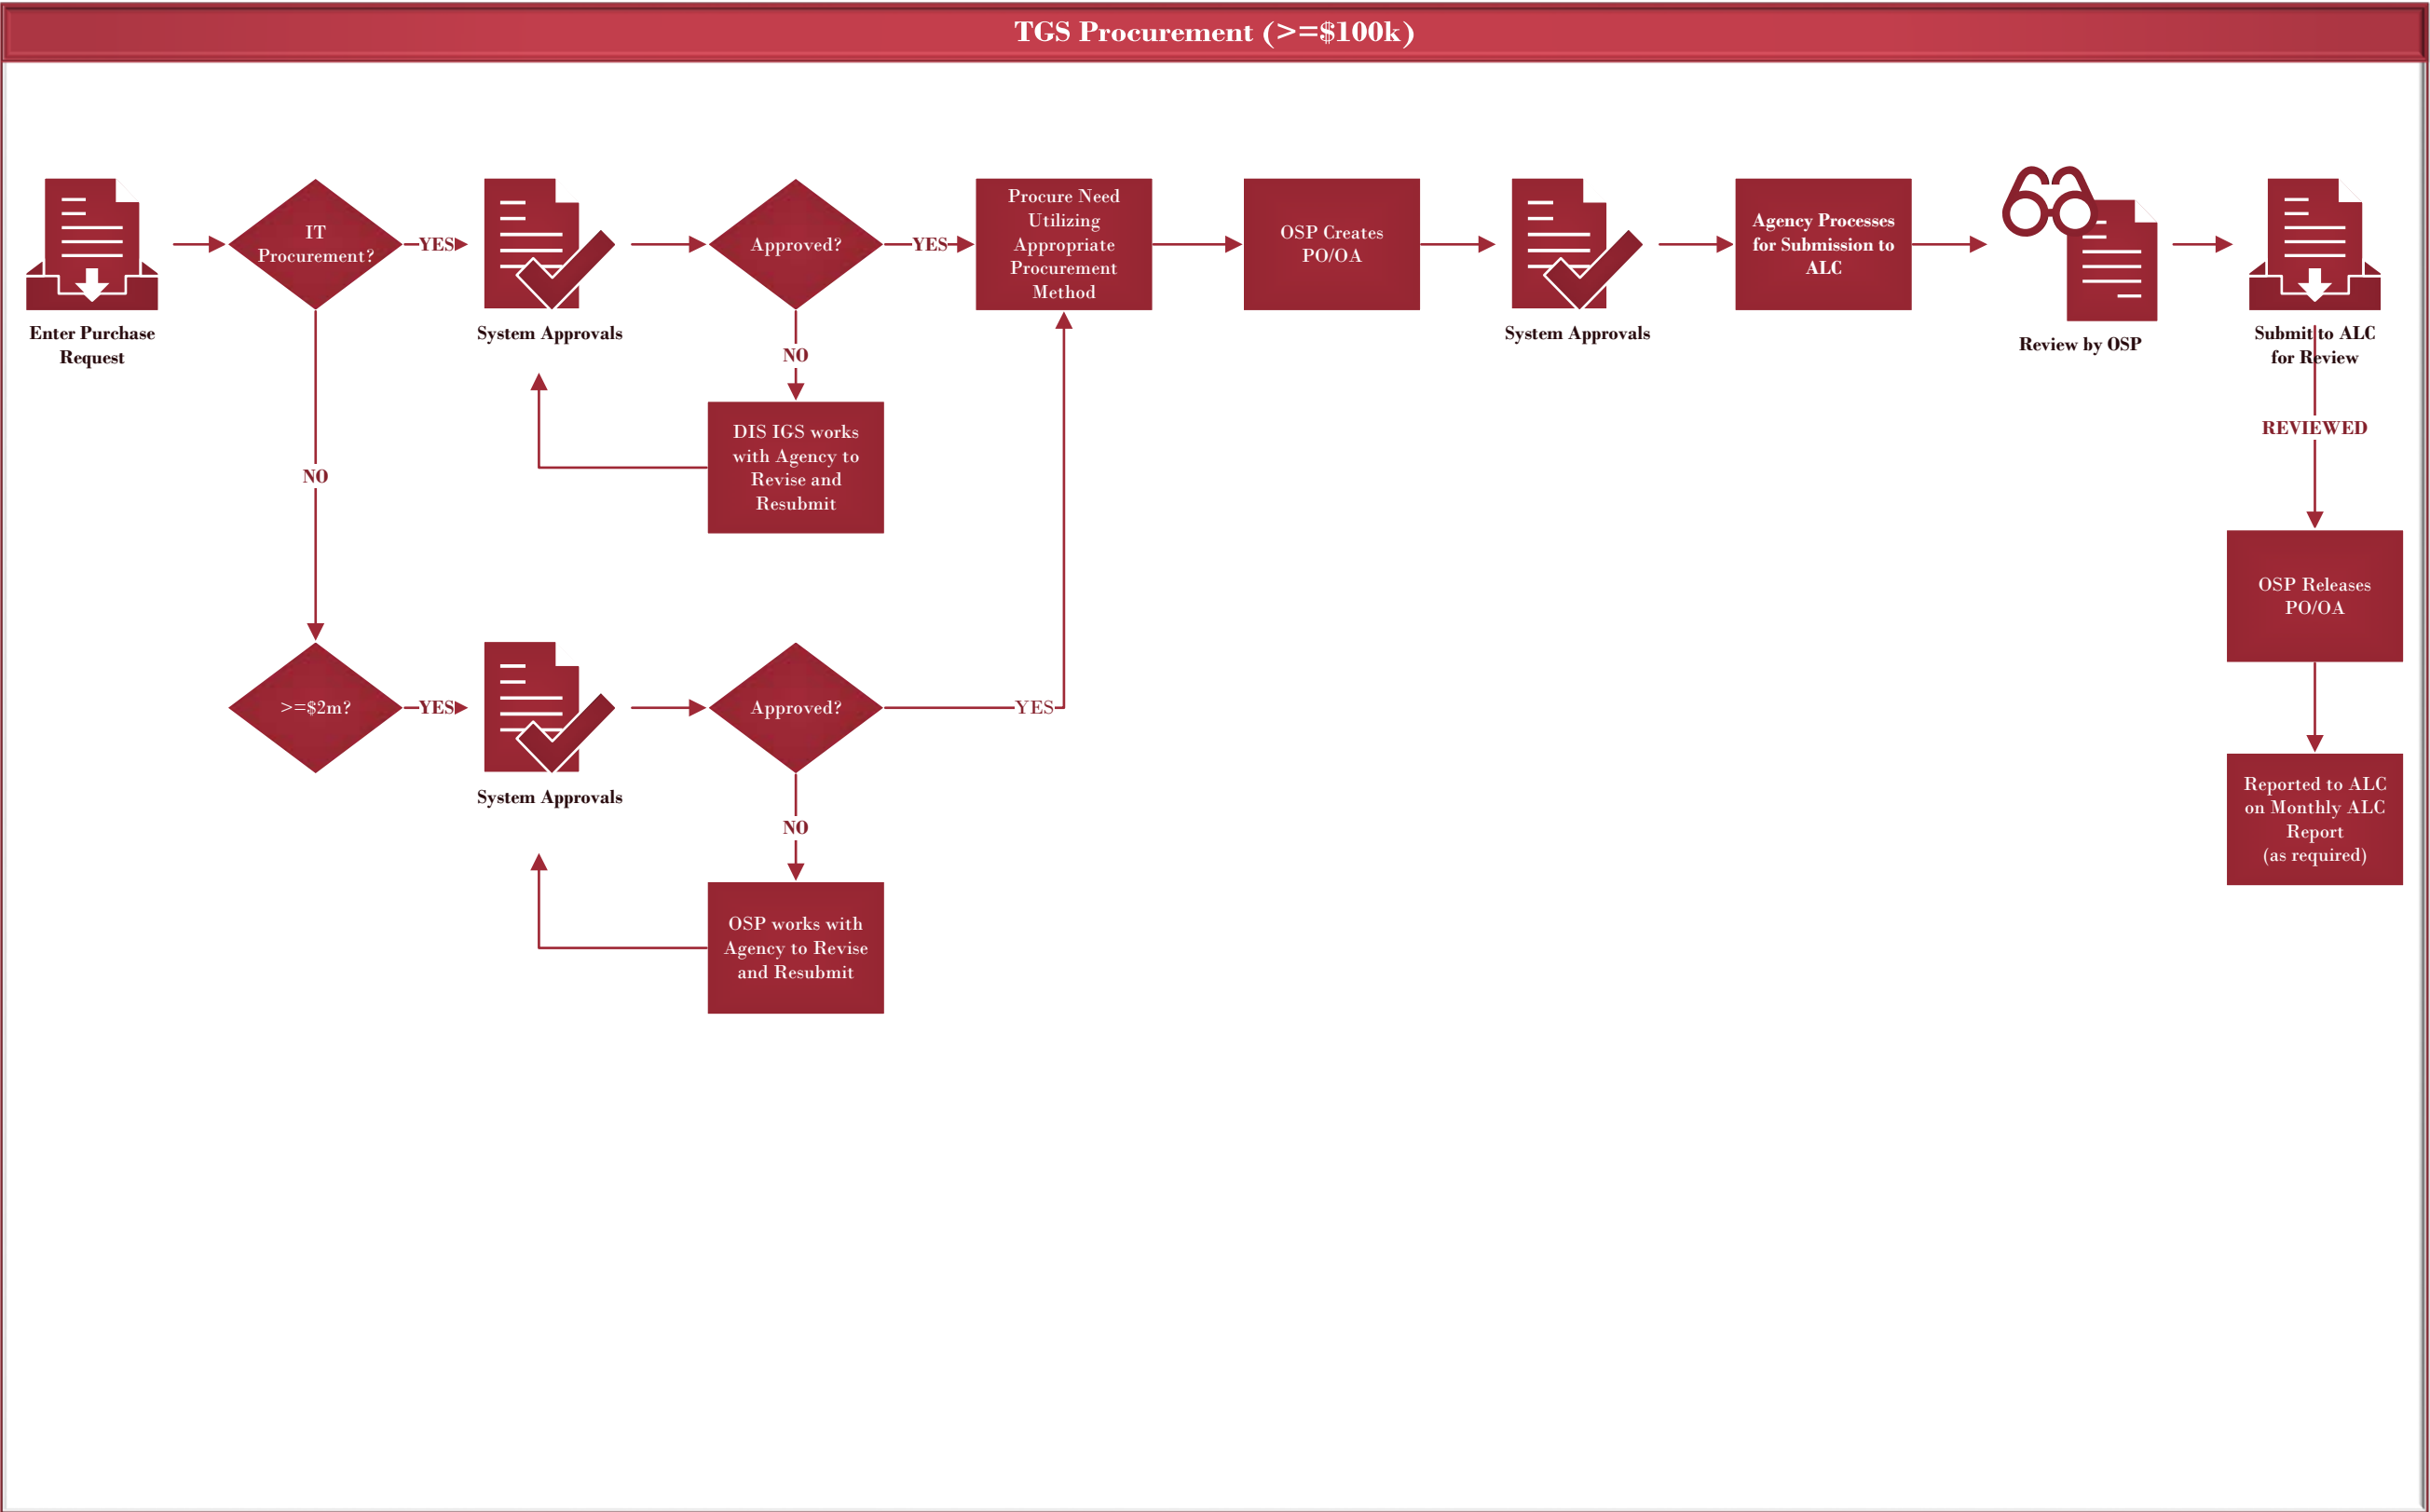 TGS Procurement (>=$100k)
Enter Purchase
Request
IT
Procurement?
YES
System Approvals
Approved?
YES
Procure Need
Utilizing
Appropriate
Procurement
Method
OSP Creates
PO/OA
System Approvals
Agency Processes
for Submission to
ALC
Review by OSP
Submit to ALC
for Review
NO
DIS IGS works
with Agency to
Revise and
Resubmit
REVIEWED
NO
OSP Releases
PO/OA
>=$2m?
YES
System Approvals
Approved?
YES
NO
OSP works with
Agency to Revise
and Resubmit
Reported to ALC
on Monthly ALC
Report
(as required)